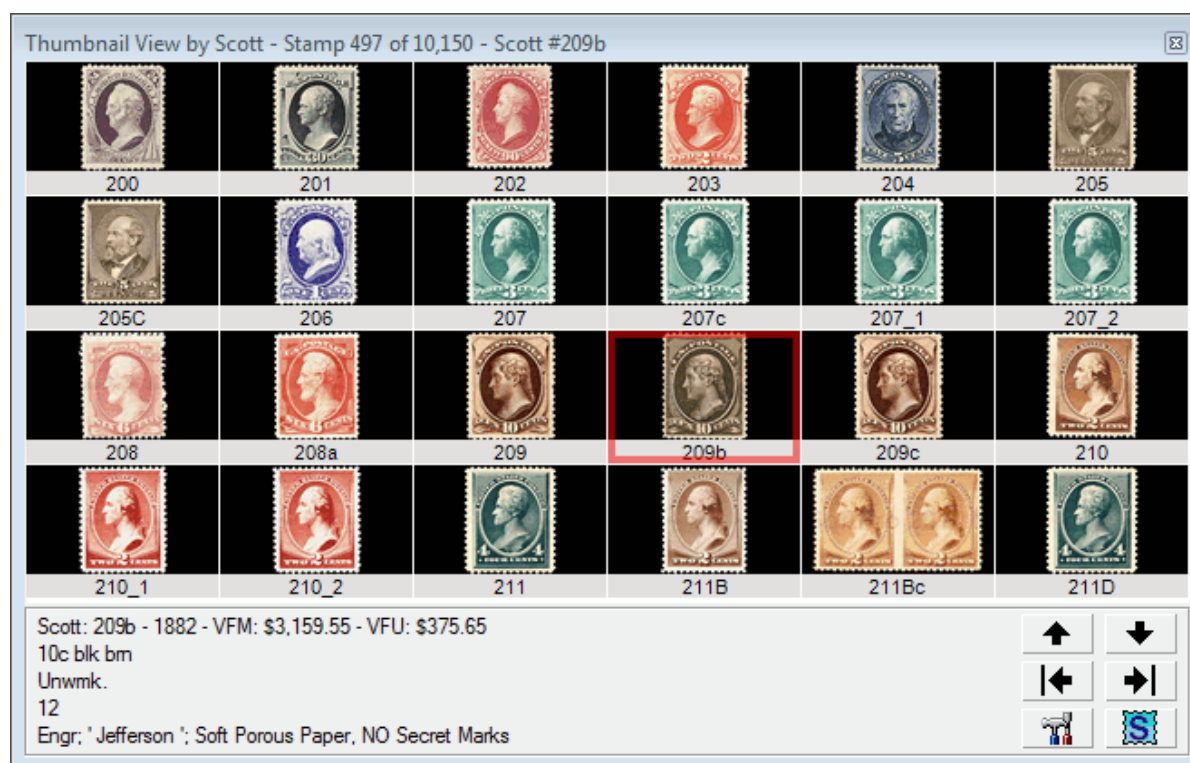 Thumbnail View by Scott - Stamp 497 of 10,150 - Scott #209b
200 201 202 203 204 205
205C 206 207 207c 207_1 207_2
208 208a 209 209b 209c 210
210_1 210_2 211 211B 211Bc 211D
Scott: 209b - 1882 - VFM: $3,159.55 - VFU: $375.65
10c blk brn
Unwmk.
12
Engr; ' Jefferson '; Soft Porous Paper, NO Secret Marks
S